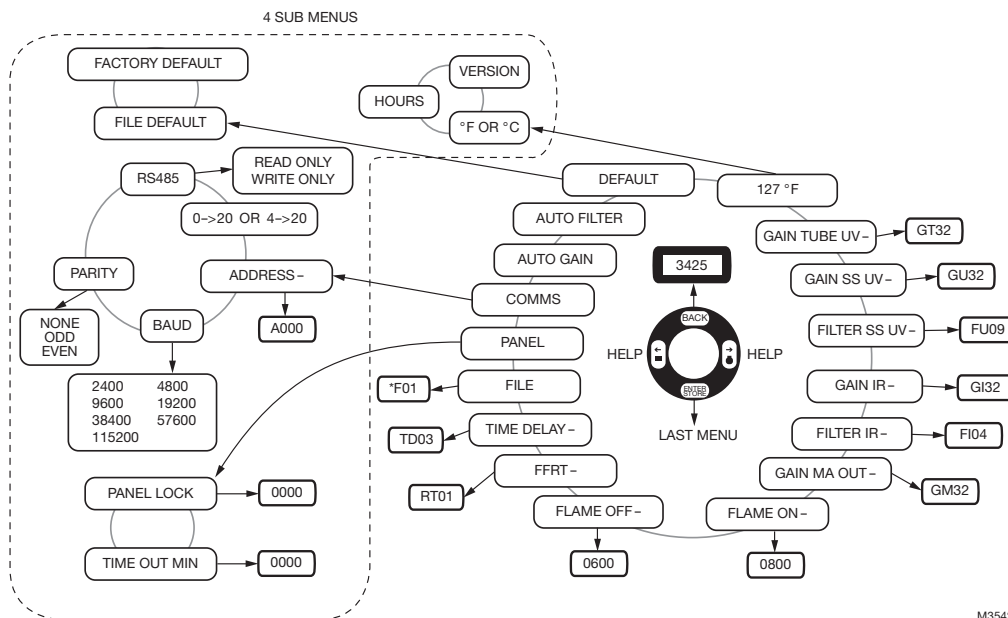 4 SUB MENUS
FACTORY DEFAULT
FILE DEFAULT
VERSION
HOURS
°F OR °C
RS485
READ ONLY
WRITE ONLY
0->20 OR 4->20
PARITY
ADDRESS-
NONE
ODD
EVEN
BAUD
A000
2400 4800
9600 19200
38400 57600
115200
PANEL LOCK
0000
TIME OUT MIN
0000
DEFAULT
127 °F
AUTO FILTER
GAIN TUBE UV-
GT32
AUTO GAIN
GAIN SS UV-
GU32
COMMS
FILTER SS UV-
FU09
PANEL
GAIN IR-
GI32
*F01
FILE
FILTER IR-
FI04
TD03
TIME DELAY-
GAIN MA OUT-
GM32
RT01
FFRT-
FLAME OFF-
0600
FLAME ON-
0800
3425
BACK
HELP
HELP
ENTER
STORE
LAST MENU